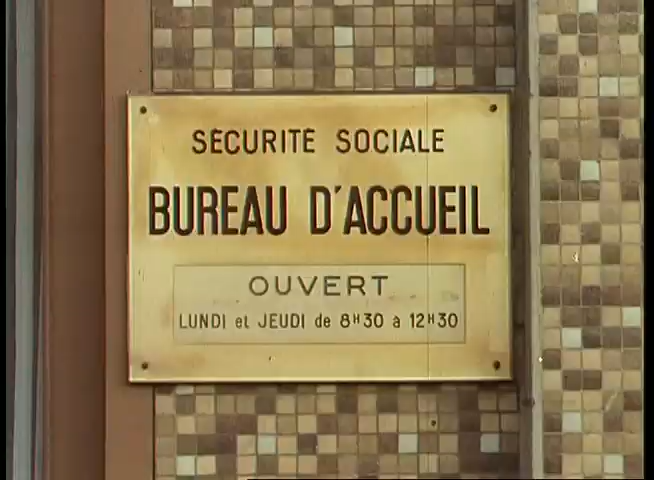 SÉCURITÉ SOCIALE
BUREAU D'ACCUEIL
OUVERT
LUNDI et JEUDI de 8H30 à 12H30